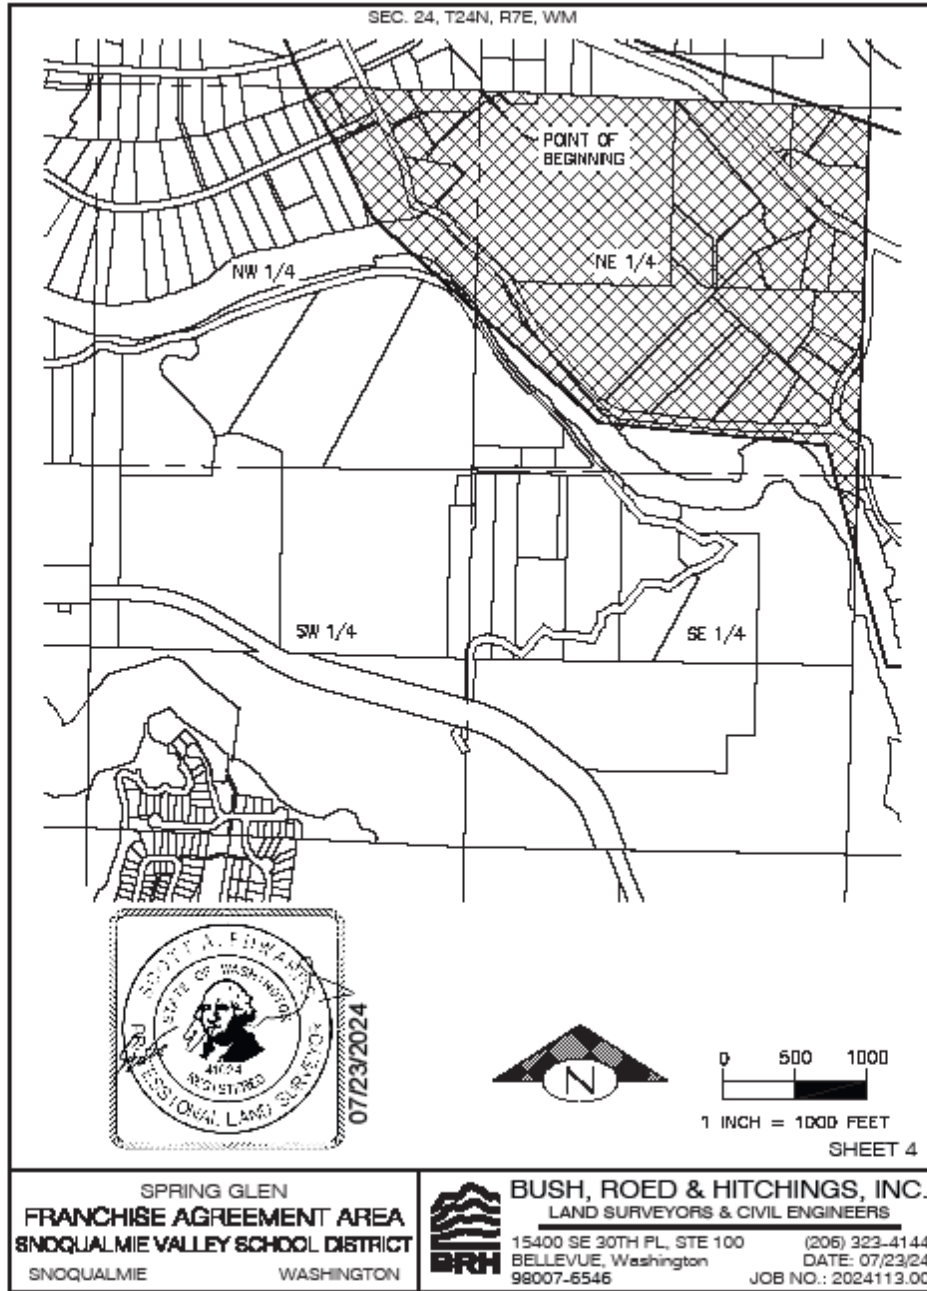 SEC. 24, T24N, R7E, WM
POINT OF
BEGINNING
NW 1/4
NE 1/4
SW 1/4
SE 1/4
SCOTT A. EDWARDS
STATE OF WASHINGTON
41024
REGISTERED
PROFESSIONAL LAND SURVEYOR
07/23/2024
N
0 500 1000
1 INCH = 1000 FEET
SHEET 4
SPRING GLEN
FRANCHISE AGREEMENT AREA
SNOQUALMIE VALLEY SCHOOL DISTRICT
SNOQUALMIE WASHINGTON
BRH
BUSH, ROED & HITCHINGS, INC.
LAND SURVEYORS & CIVIL ENGINEERS
15400 SE 30TH PL, STE 100 (206) 323-4144
BELLEVUE, Washington DATE: 07/23/24
98007-6546 JOB NO.: 2024113.00